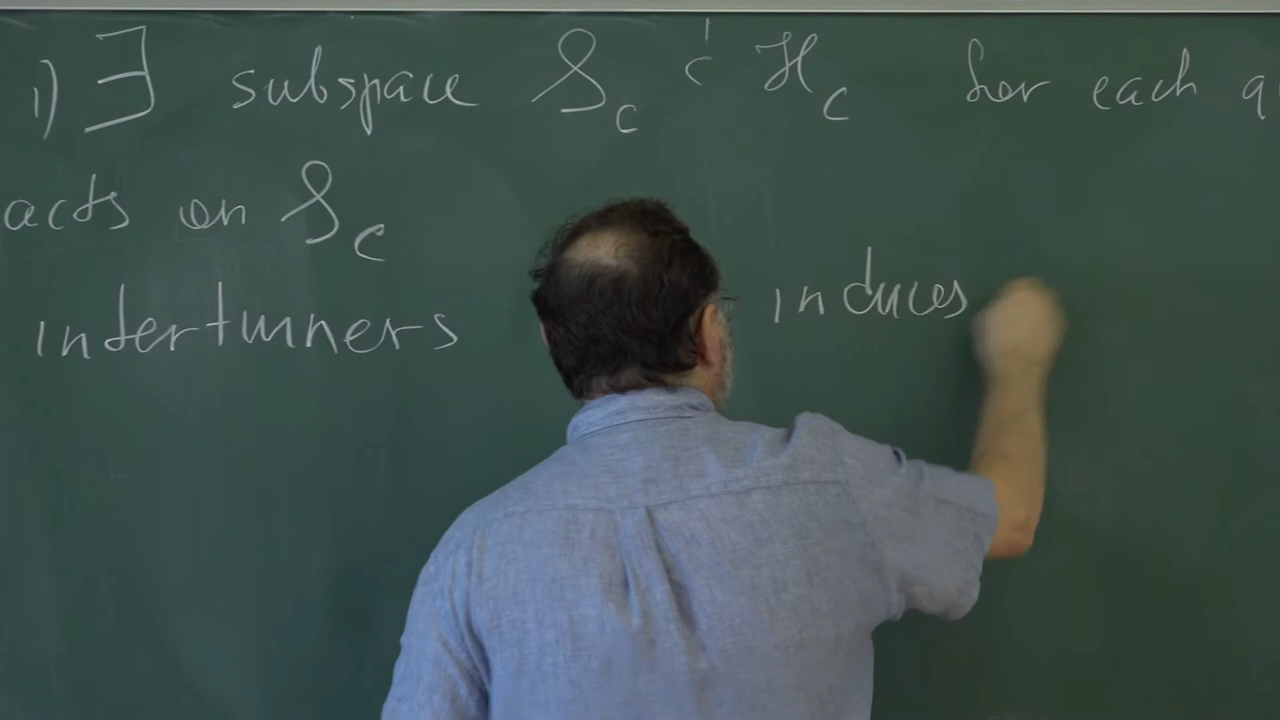 1) ∃ subspace S_c ⊂ H_c for each q
acts on S_c
intertwiners induces